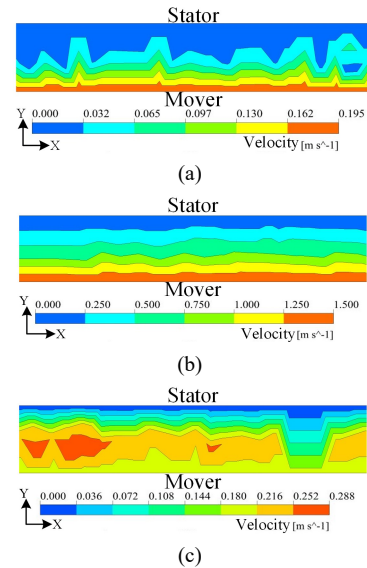 Stator
Mover
Y
0.000 0.032 0.065 0.097 0.130 0.162 0.195
X
Velocity[m s^-1]
(a)
Stator
Mover
Y
0.000 0.250 0.500 0.750 1.000 1.250 1.500
X
Velocity[m s^-1]
(b)
Stator
Mover
Y
0.000 0.036 0.072 0.108 0.144 0.180 0.216 0.252 0.288
X
Velocity[m s^-1]
(c)